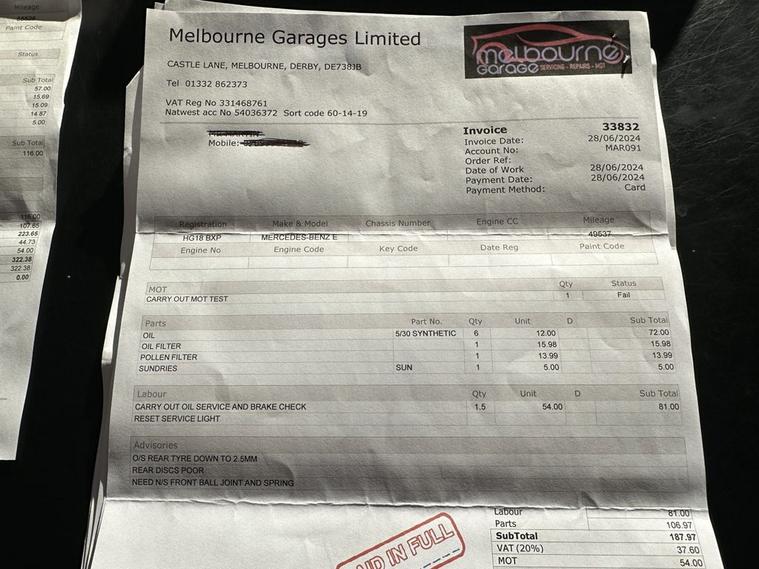 Mileage
Paint Code
Status
Sub Total
57.00
15.69
15.09
14.87
5.00
Sub Total
116.00
116.00
107.65
223.65
44.73
54.00
322.38
322.38
0.00
Melbourne Garages Limited
melbourne
GARAGE SERVICING - REPAIRS - MOT
CASTLE LANE, MELBOURNE, DERBY, DE738JB
Tel 01332 862373
VAT Reg No 331468761
Natwest acc No 54036372 Sort code 60-14-19
Mobile:
Invoice 33832
Invoice Date: 28/06/2024
Account No: MAR091
Order Ref:
Date of Work 28/06/2024
Payment Date: 28/06/2024
Payment Method: Card
Registration Make & Model Chassis Number Engine CC Mileage
HG18 BXP MERCEDES-BENZ E 49637
Engine No Engine Code Key Code Date Reg Paint Code
MOT Qty Status
CARRY OUT MOT TEST 1 Fail
Parts Part No. Qty Unit D Sub Total
OIL 5/30 SYNTHETIC 6 12.00 72.00
OIL FILTER 1 15.98 15.98
POLLEN FILTER 1 13.99 13.99
SUNDRIES SUN 1 5.00 5.00
Labour Qty Unit D Sub Total
CARRY OUT OIL SERVICE AND BRAKE CHECK 1.5 54.00 81.00
RESET SERVICE LIGHT
Advisories
O/S REAR TYRE DOWN TO 2.5MM
REAR DISCS POOR
NEED N/S FRONT BALL JOINT AND SPRING
Labour 81.00
Parts 106.97
SubTotal 187.97
VAT (20%) 37.60
MOT 54.00
PAID IN FULL